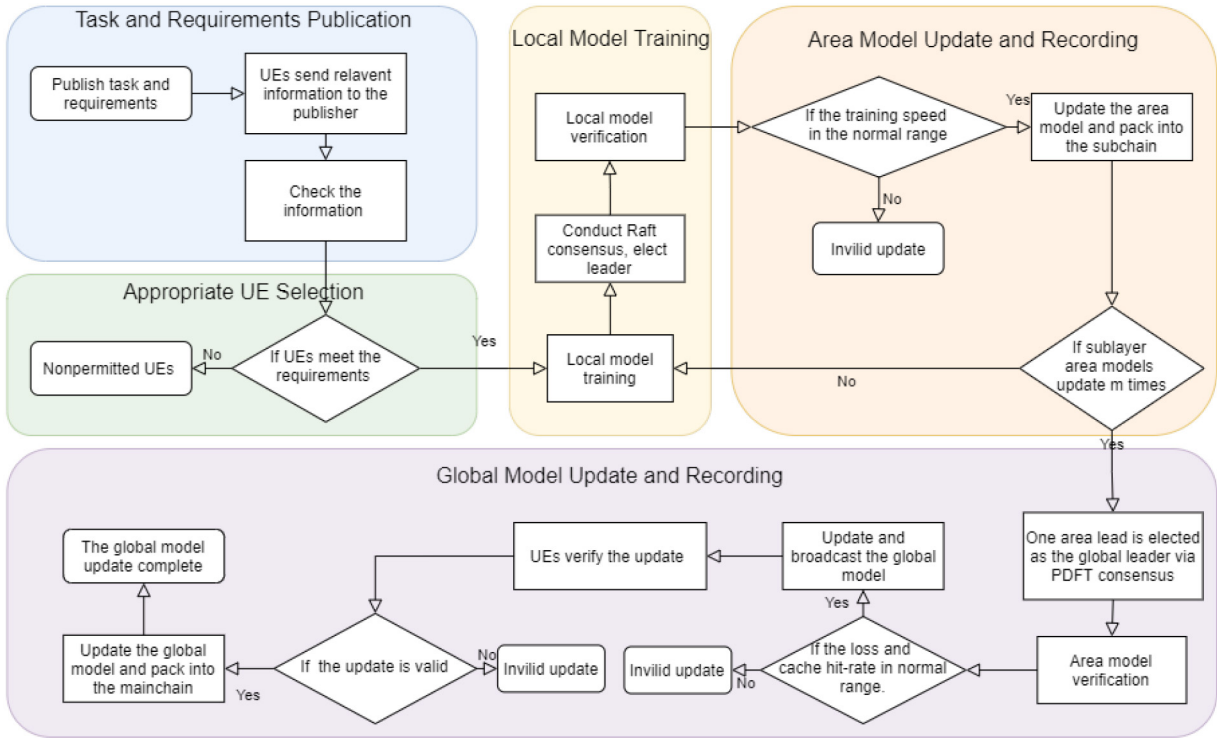 Task and Requirements Publication
Publish task and
requirements
UEs send relavent
information to the
publisher
Check the
information
Appropriate UE Selection
If UEs meet the
requirements
No
Nonpermitted UEs
Yes
Local Model Training
Local model
verification
Conduct Raft
consensus, elect
leader
Local model
training
Area Model Update and Recording
If the training speed
in the normal range
Yes
Update the area
model and pack into
the subchain
No
Invilid update
If sublayer
area models
update m times
No
Yes
Global Model Update and Recording
One area lead is elected
as the global leader via
PDFT consensus
Area model
verification
If the loss and
cache hit-rate in normal
range.
No
Invilid update
Yes
Update and
broadcast the global
model
UEs verify the update
If  the update is valid
No
Invilid update
Yes
Update the global
model and pack into
the mainchain
The global model
update complete